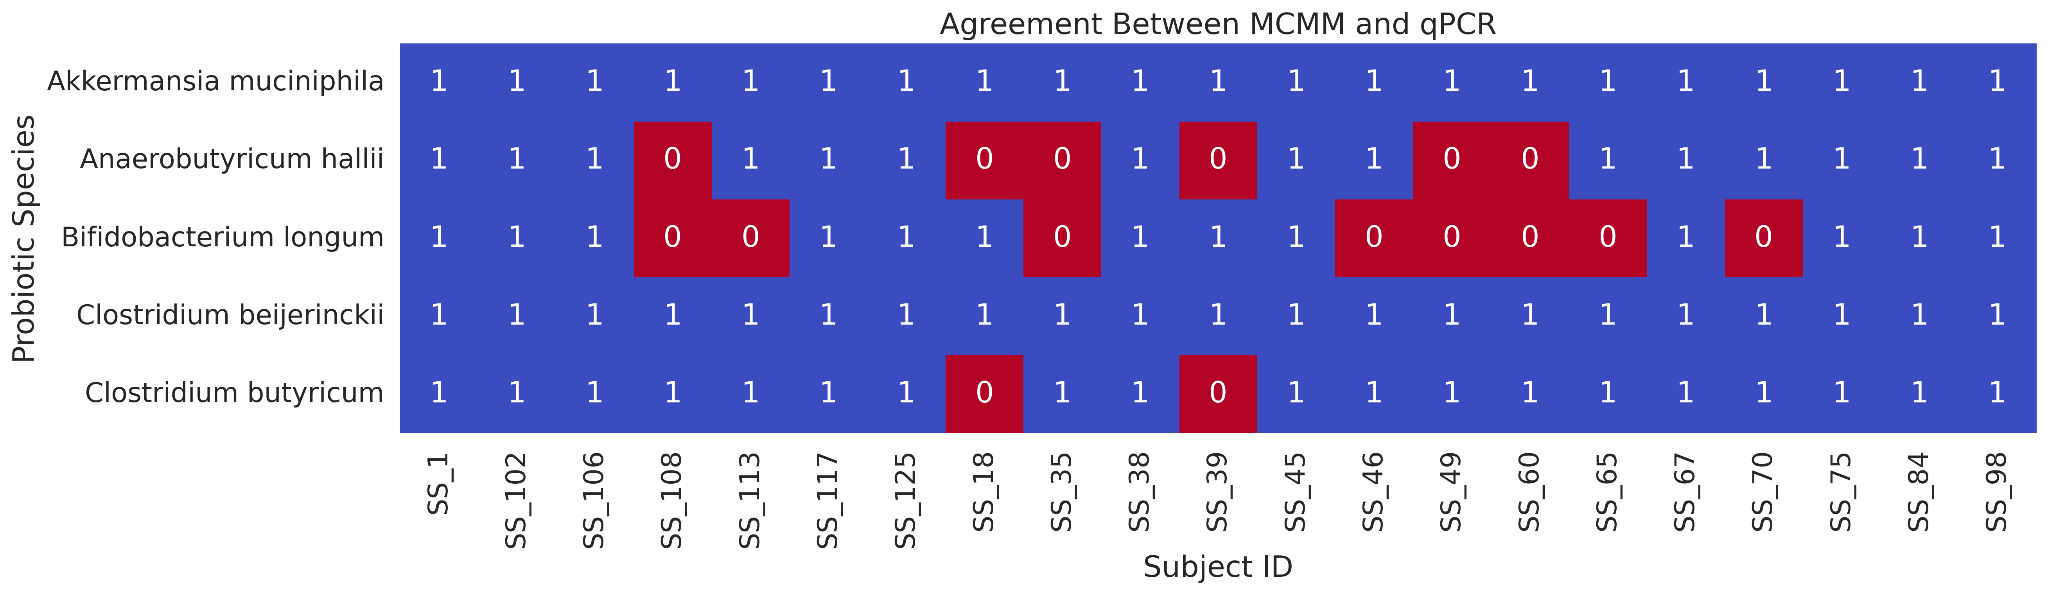 Agreement Between MCMM and qPCR
Probiotic Species
Akkermansia muciniphila 1 1 1 1 1 1 1 1 1 1 1 1 1 1 1 1 1 1 1 1 1
Anaerobutyricum hallii 1 1 1 0 1 1 1 0 0 1 0 1 1 0 0 1 1 1 1 1 1
Bifidobacterium longum 1 1 1 0 0 1 1 1 0 1 1 1 0 0 0 0 1 0 1 1 1
Clostridium beijerinckii 1 1 1 1 1 1 1 1 1 1 1 1 1 1 1 1 1 1 1 1 1
Clostridium butyricum 1 1 1 1 1 1 1 0 1 1 0 1 1 1 1 1 1 1 1 1 1
SS_1 SS_102 SS_106 SS_108 SS_113 SS_117 SS_125 SS_18 SS_35 SS_38 SS_39 SS_45 SS_46 SS_49 SS_60 SS_65 SS_67 SS_70 SS_75 SS_84 SS_98
Subject ID